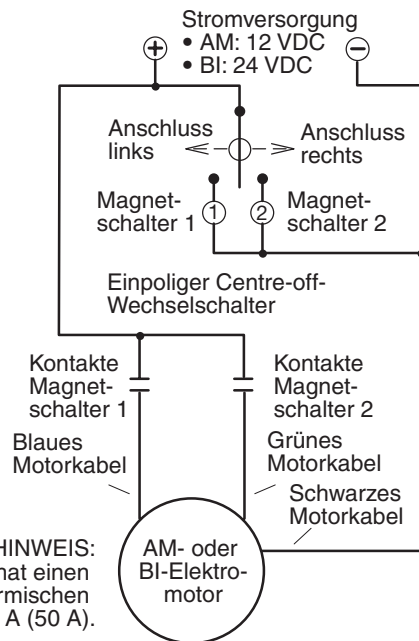 Stromversorgung
• AM: 12 VDC
• BI: 24 VDC
+
−
Anschluss
links
Anschluss
rechts
Magnet-
schalter 1
1
2
Magnet-
schalter 2
Einpoliger Centre-off-
Wechselschalter
Kontakte
Magnet-
schalter 1
Kontakte
Magnet-
schalter 2
Blaues
Motorkabel
Grünes
Motorkabel
Schwarzes
Motorkabel
HINWEIS:
hat einen
rmischen
A (50 A).
AM- oder
BI-Elektro-
motor